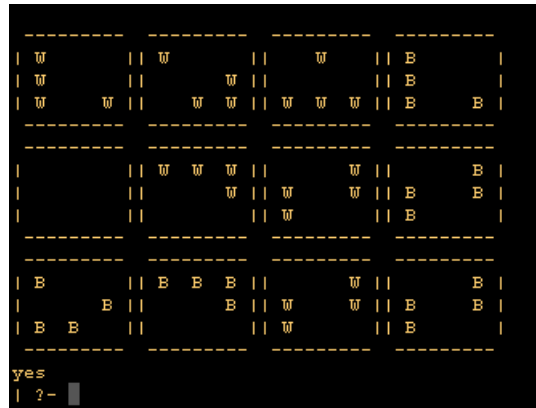 --------- --------- --------- ---------
| W       || W       ||     W   || B       |
| W       ||       W ||         || B       |
| W     W ||     W W || W   W   W || B     B |
--------- --------- --------- ---------
--------- --------- --------- ---------
|         || W   W   W ||       W ||       B |
|         ||       W || W     W || B     B |
|         ||         || W       || B       |
--------- --------- --------- ---------
--------- --------- --------- ---------
| B       || B   B   B ||       W ||       B |
|       B ||       B || W     W || B     B |
| B   B   ||         || W       || B       |
--------- --------- --------- ---------
yes
| ?-